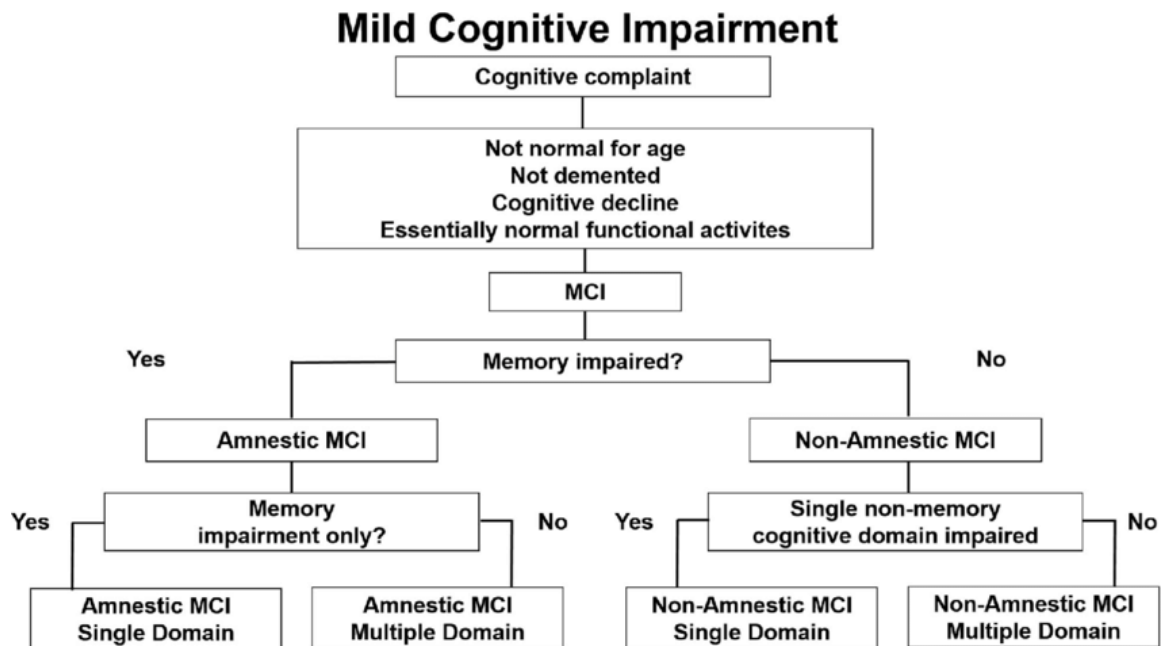 Mild Cognitive Impairment
Cognitive complaint
Not normal for age
Not demented
Cognitive decline
Essentially normal functional activites
MCI
Yes
Memory impaired?
No
Amnestic MCI
Non-Amnestic MCI
Yes
Memory
impairment only?
No
Yes
Single non-memory
cognitive domain impaired
No
Amnestic MCI
Single Domain
Amnestic MCI
Multiple Domain
Non-Amnestic MCI
Single Domain
Non-Amnestic MCI
Multiple Domain